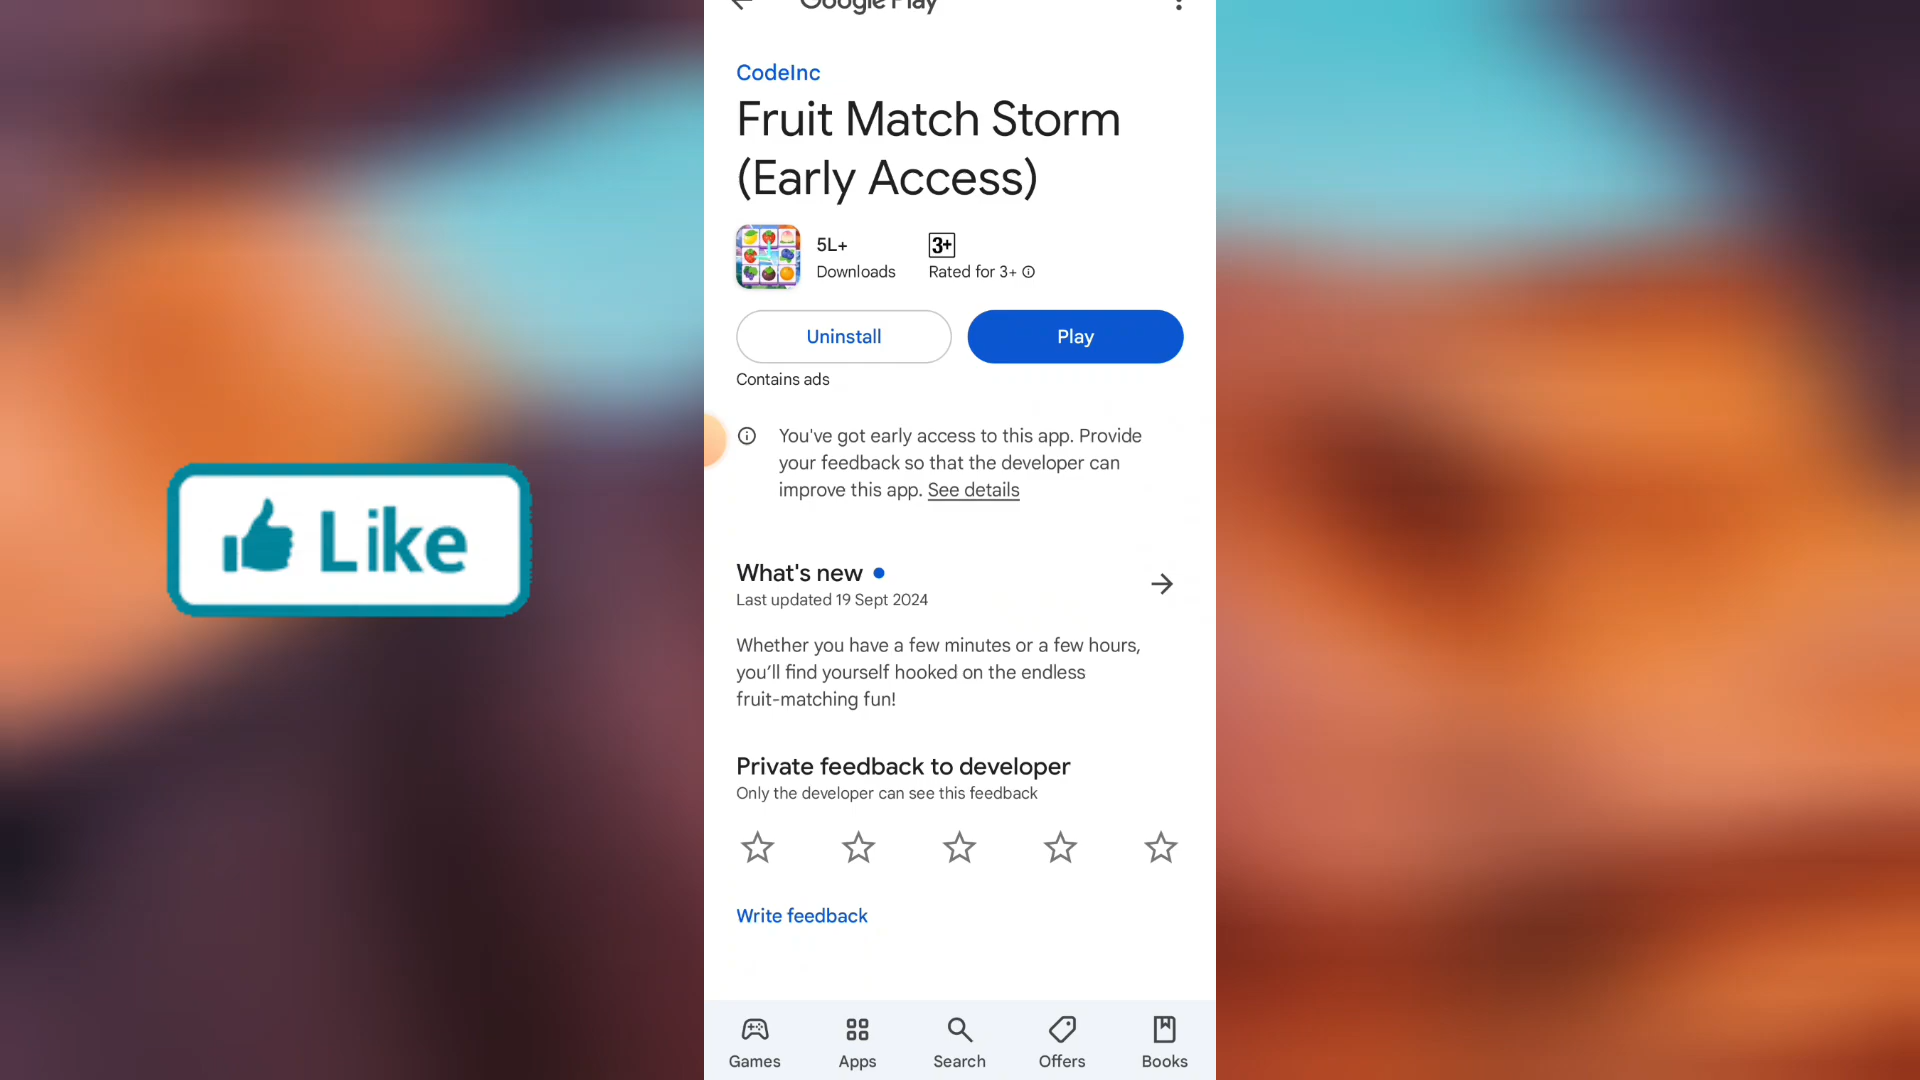 Google Play
CodeInc
Fruit Match Storm
(Early Access)
5L+
Downloads
3+
Rated for 3+
Uninstall
Play
Contains ads
You've got early access to this app. Provide
your feedback so that the developer can
improve this app. See details
Like
What's new
Last updated 19 Sept 2024
Whether you have a few minutes or a few hours,
you’ll find yourself hooked on the endless
fruit-matching fun!
Private feedback to developer
Only the developer can see this feedback
Write feedback
Games
Apps
Search
Offers
Books